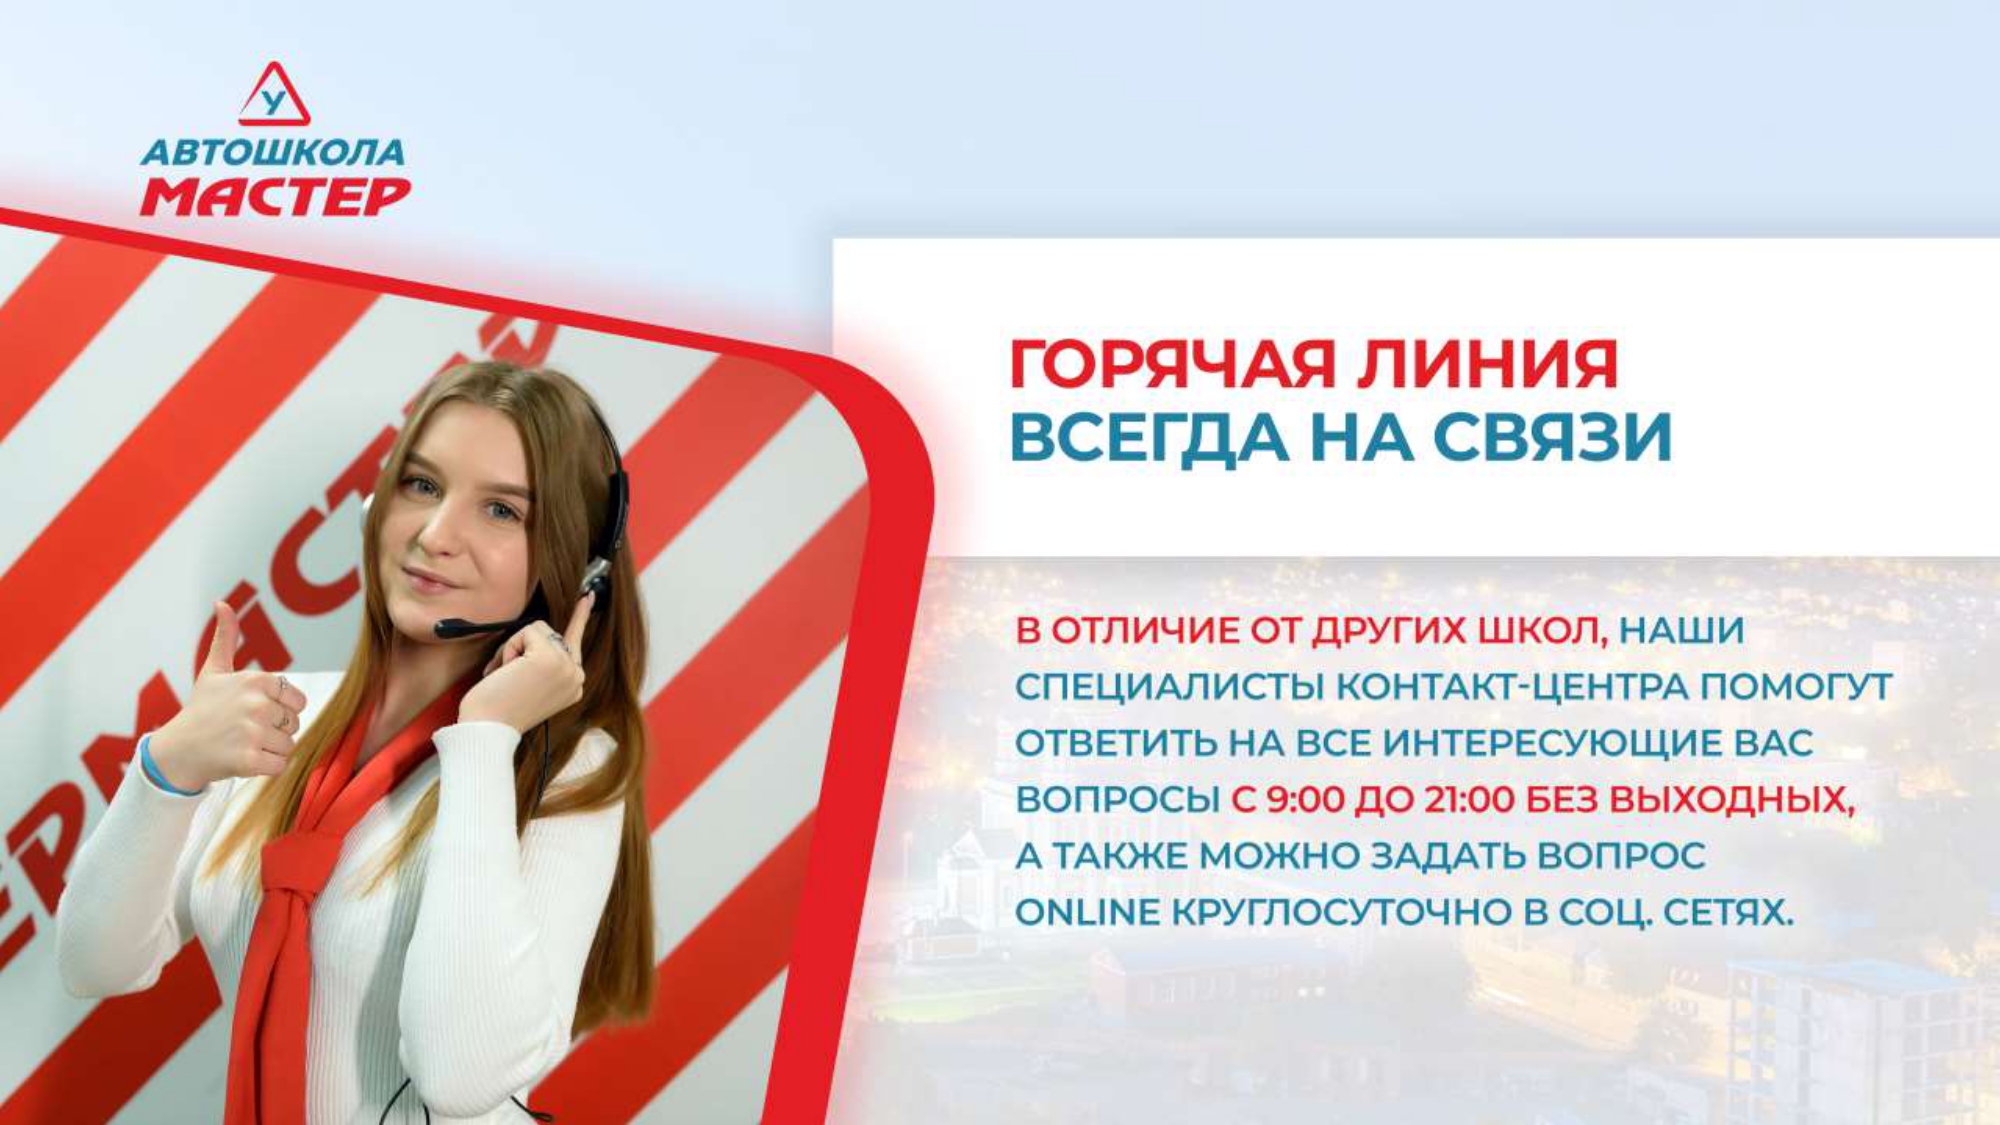 У
АВТОШКОЛА
МАСТЕР
ГОРЯЧАЯ ЛИНИЯ
ВСЕГДА НА СВЯЗИ
В ОТЛИЧИЕ ОТ ДРУГИХ ШКОЛ, НАШИ
СПЕЦИАЛИСТЫ КОНТАКТ-ЦЕНТРА ПОМОГУТ
ОТВЕТИТЬ НА ВСЕ ИНТЕРЕСУЮЩИЕ ВАС
ВОПРОСЫ С 9:00 ДО 21:00 БЕЗ ВЫХОДНЫХ,
А ТАКЖЕ МОЖНО ЗАДАТЬ ВОПРОС
ONLINE КРУГЛОСУТОЧНО В СОЦ. СЕТЯХ.